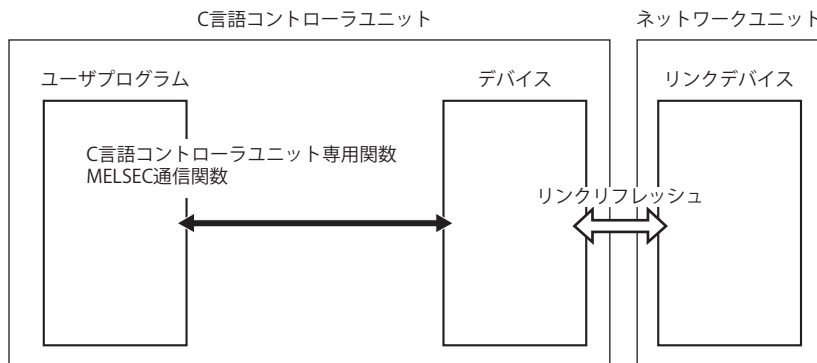 C言語コントローラユニット
ネットワークユニット
ユーザプログラム
デバイス
リンクデバイス
C言語コントローラユニット専用関数
MELSEC通信関数
リンクリフレッシュ